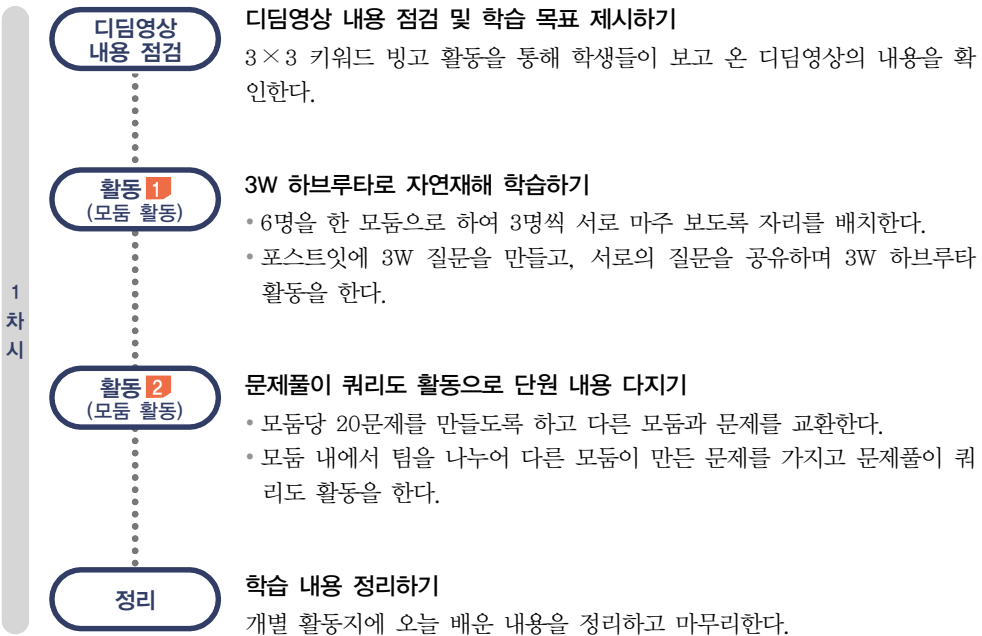 1
차
시
디딤영상
내용 점검
디딤영상 내용 점검 및 학습 목표 제시하기
3×3 키워드 빙고 활동을 통해 학생들이 보고 온 디딤영상의 내용을 확
인한다.
활동 1
(모둠 활동)
3W 하브루타로 자연재해 학습하기
• 6명을 한 모둠으로 하여 3명씩 서로 마주 보도록 자리를 배치한다.
• 포스트잇에 3W 질문을 만들고, 서로의 질문을 공유하며 3W 하브루타
활동을 한다.
활동 2
(모둠 활동)
문제풀이 쿼리도 활동으로 단원 내용 다지기
• 모둠당 20문제를 만들도록 하고 다른 모둠과 문제를 교환한다.
• 모둠 내에서 팀을 나누어 다른 모둠이 만든 문제를 가지고 문제풀이 쿼
리도 활동을 한다.
정리
학습 내용 정리하기
개별 활동지에 오늘 배운 내용을 정리하고 마무리한다.